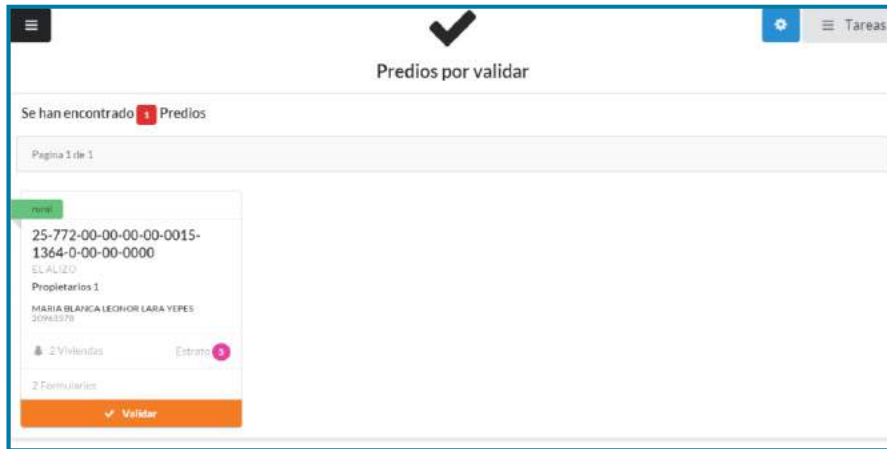 Tareas
Predios por validar
Se han encontrado 1 Predios
Pagina 1 de 1
rural
25-772-00-00-00-00-0015-
1364-0-00-00-0000
EL ALIZO
Propietarios 1
MARIA BLANCA LEONOR LARA YEPES
20963578
2 Viviendas Estrato 3
2 Formularios
Validar